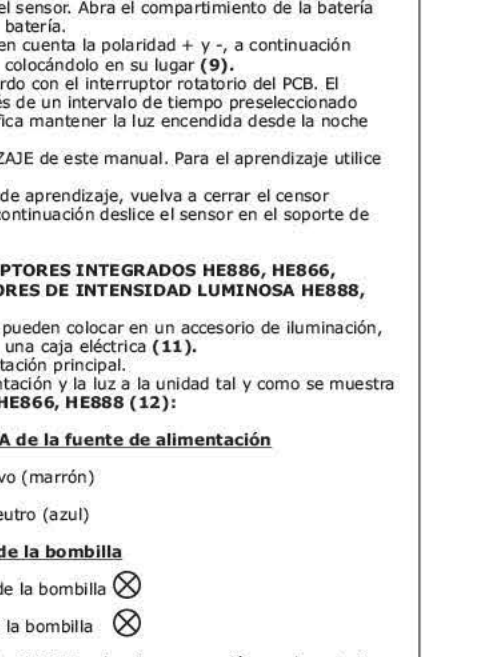 el sensor. Abra el compartimiento de la batería
batería.
en cuenta la polaridad + y -, a continuación
colocándolo en su lugar (9).
rdo con el interruptor rotatorio del PCB. El
és de un intervalo de tiempo preseleccionado
fica mantener la luz encendida desde la noche
ZAJE de este manual. Para el aprendizaje utilice
de aprendizaje, vuelva a cerrar el censor
continuación deslice el sensor en el soporte de
PTORES INTEGRADOS HE886, HE866,
ORES DE INTENSIDAD LUMINOSA HE888,
pueden colocar en un accesorio de iluminación,
una caja eléctrica (11).
tación principal.
ntación y la luz a la unidad tal y como se muestra
HE866, HE888 (12):
A de la fuente de alimentación
vo (marrón)
eutro (azul)
de la bombilla
de la bombilla
la bombilla